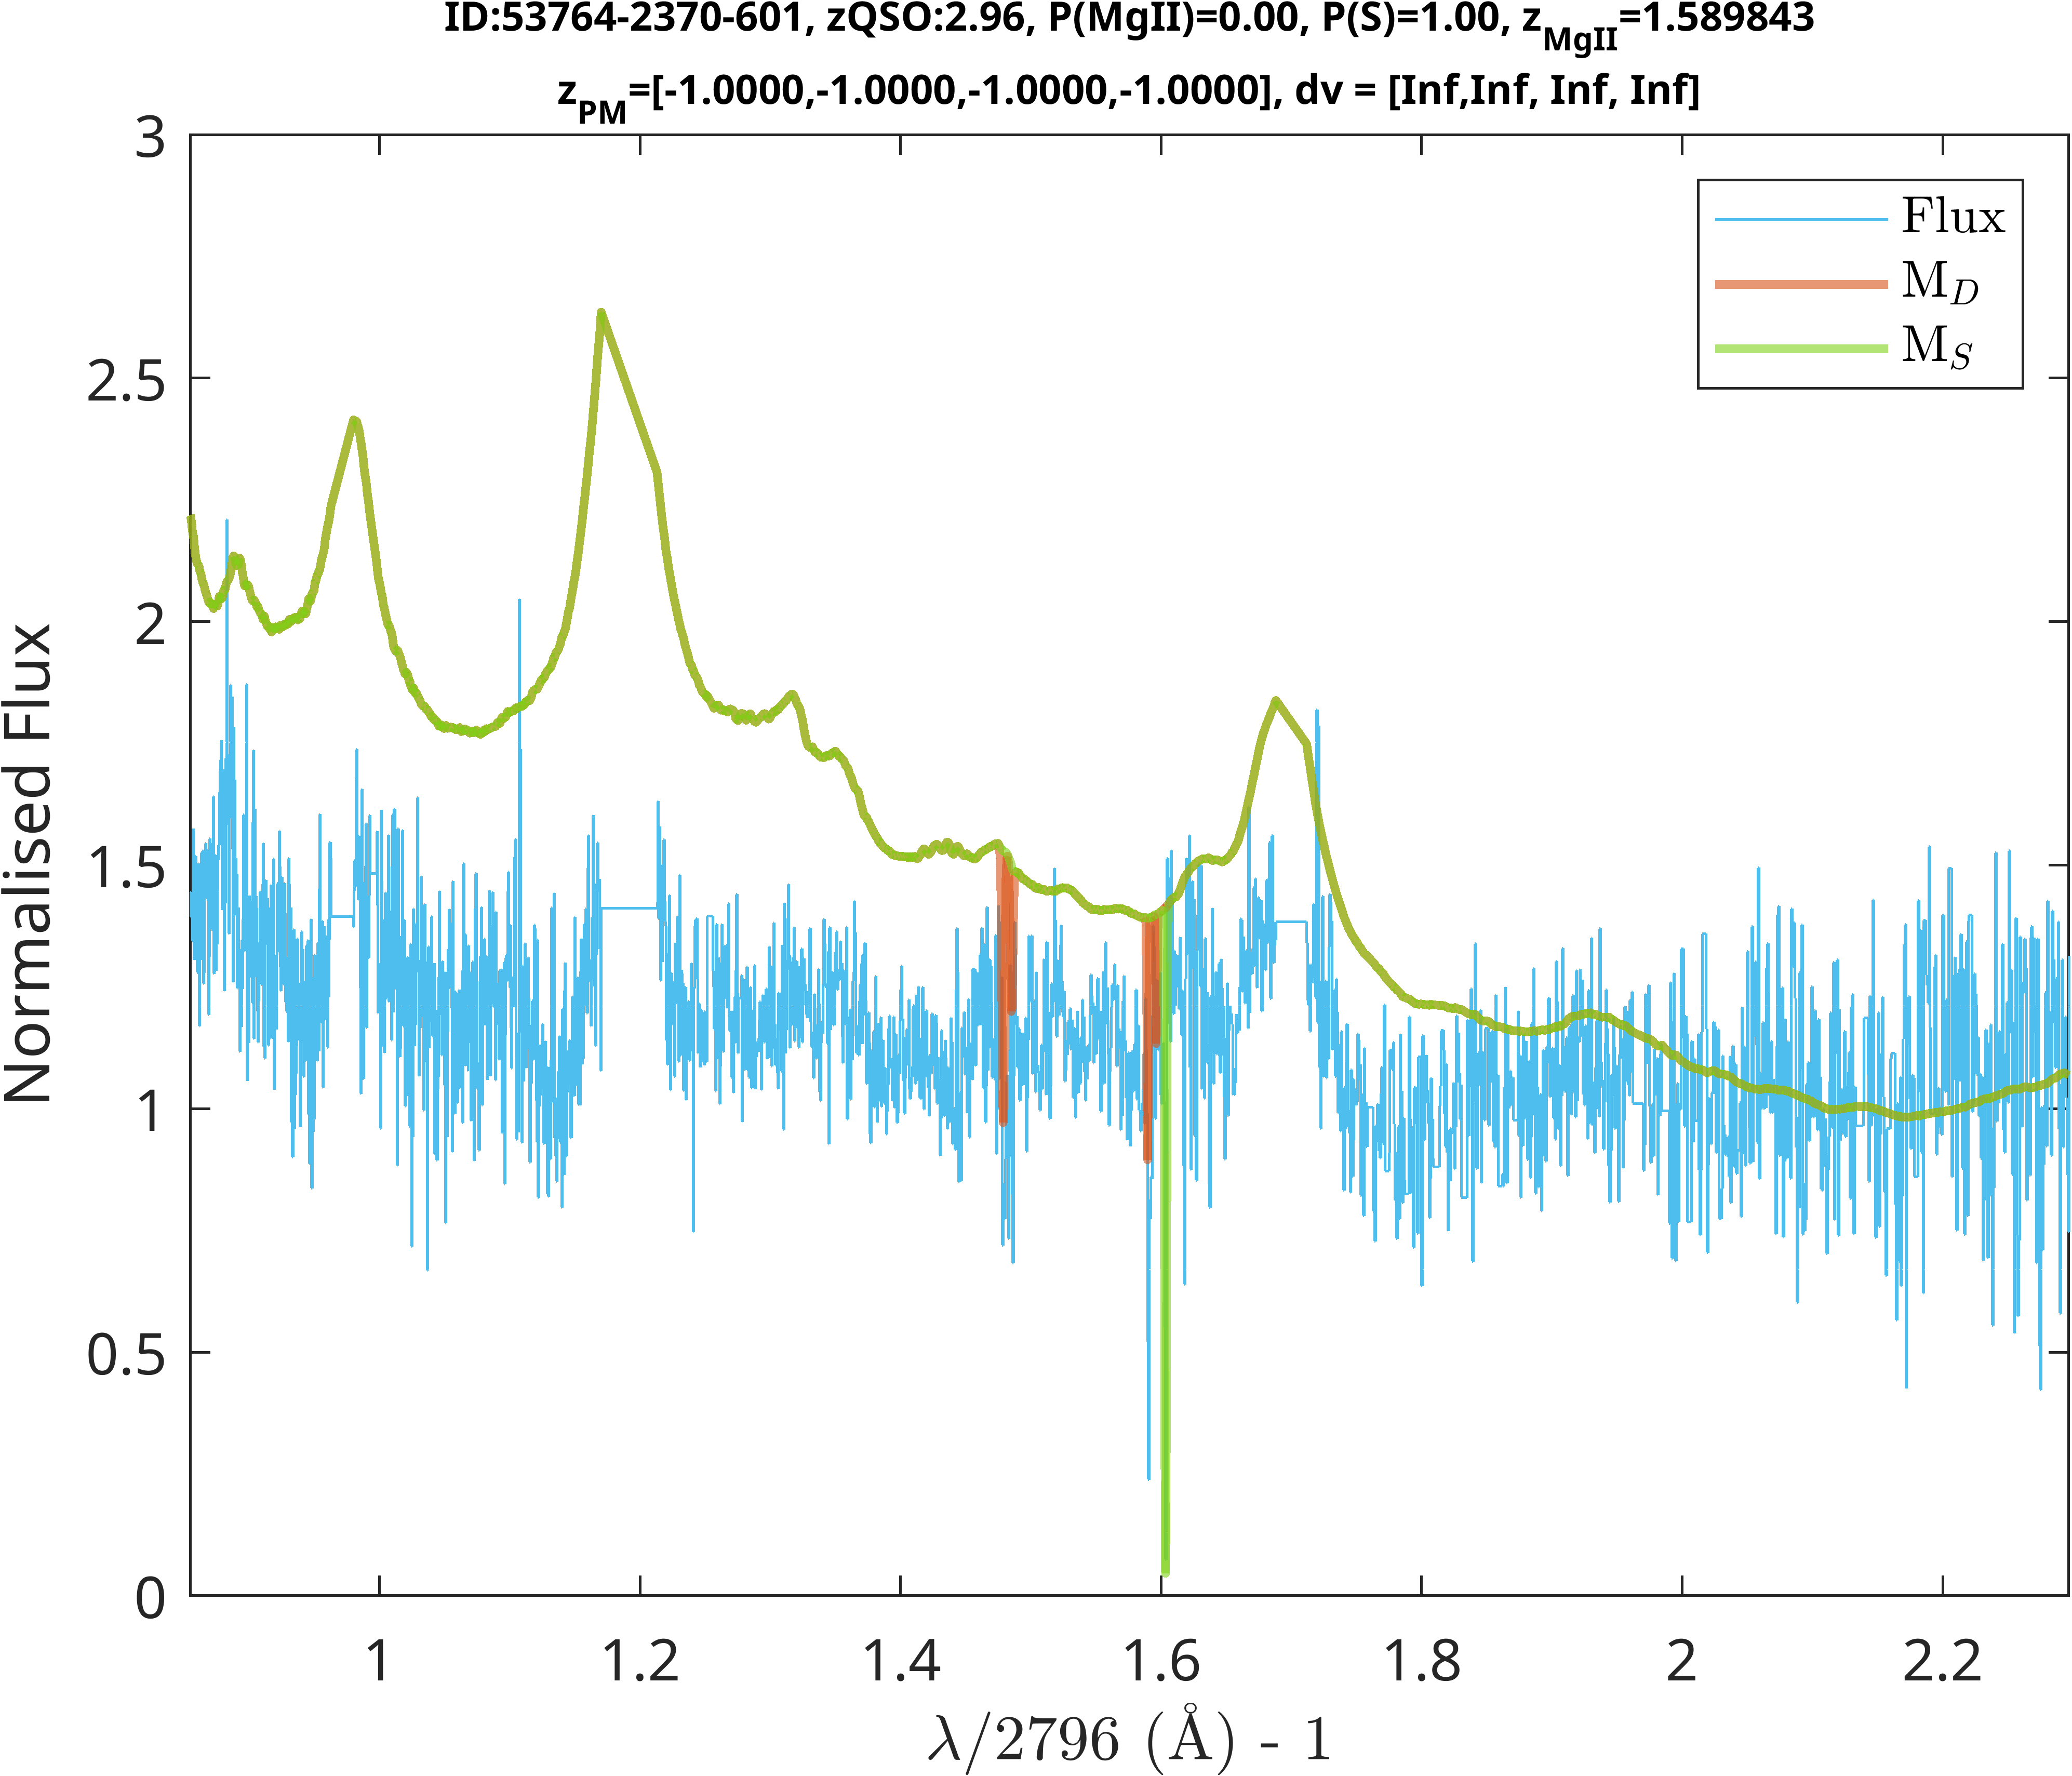 ID:53764-2370-601, zQSO:2.96, P(MgII)=0.00, P(S)=1.00, zMgII=1.589843
zPM=[-1.0000,-1.0000,-1.0000,-1.0000], dv = [Inf,Inf, Inf, Inf]
3
2.5
2
1.5
1
0.5
0
Normalised Flux
Flux
MD
MS
1
1.2
1.4
1.6
1.8
2
2.2
λ/2796 (Å) - 1